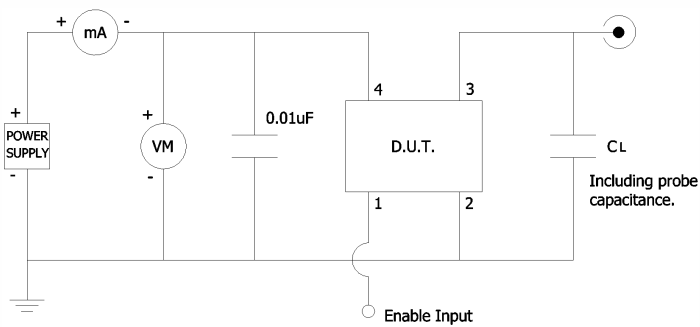 + mA -
4 3
+
POWER
SUPPLY
-
+
VM
-
0.01uF
D.U.T.
CL
Including probe
capacitance.
1 2
Enable Input